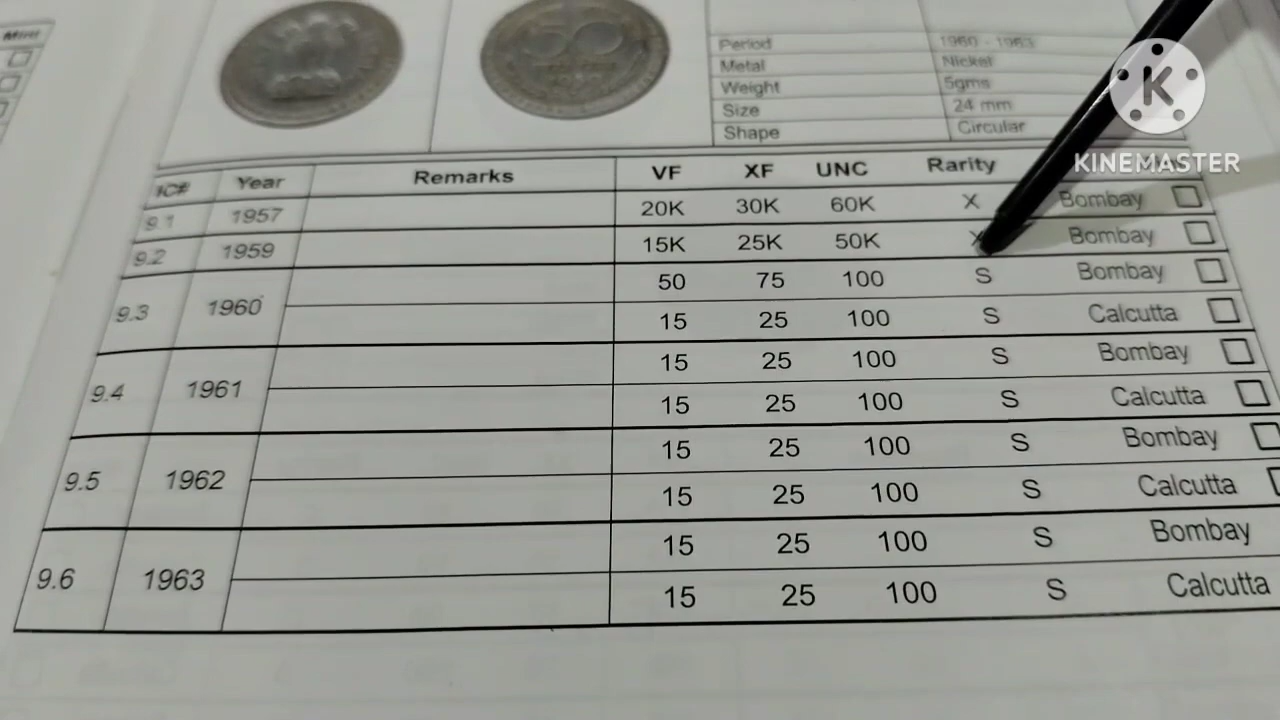 Mint
Period 1960 - 1963
Metal Nickel
Weight 5gms
Size 24 mm
Shape Circular
K
KINEMASTER
IC# Year Remarks VF XF UNC Rarity
9.1 1957 20K 30K 60K X Bombay
9.2 1959 15K 25K 50K X Bombay
9.3 1960 50 75 100 S Bombay
15 25 100 S Calcutta
9.4 1961 15 25 100 S Bombay
15 25 100 S Calcutta
9.5 1962 15 25 100 S Bombay
15 25 100 S Calcutta
9.6 1963 15 25 100 S Bombay
15 25 100 S Calcutta